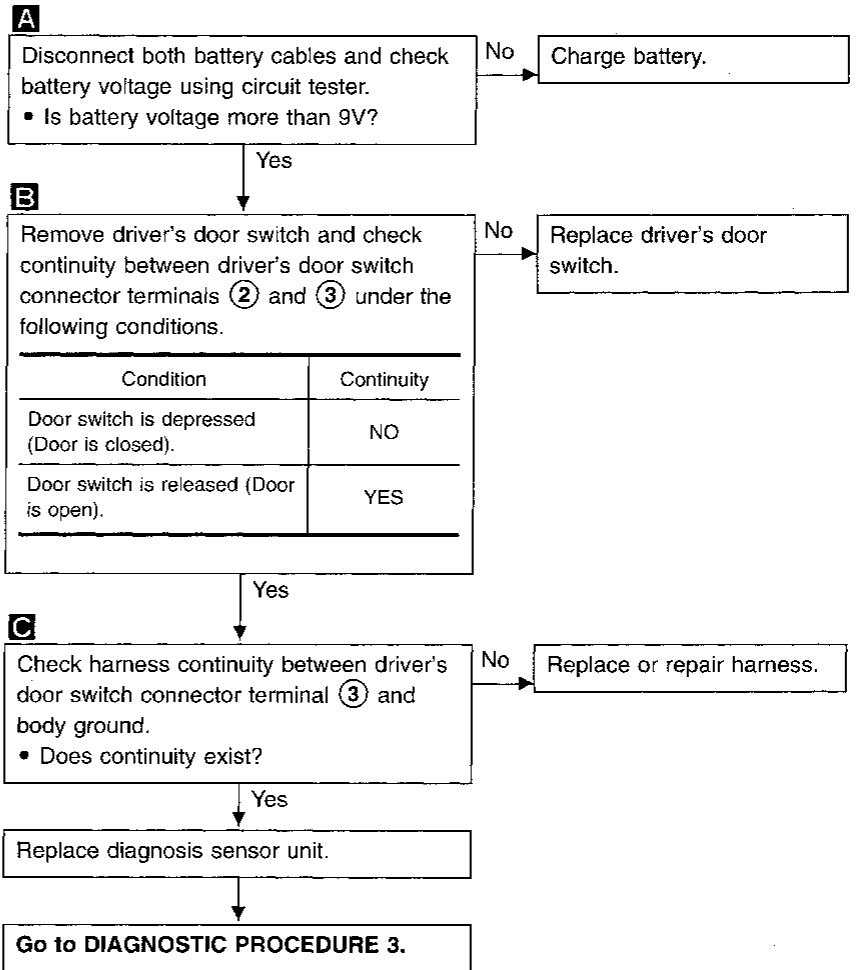 A
Disconnect both battery cables and check
battery voltage using circuit tester.
• Is battery voltage more than 9V?
No
Charge battery.
Yes
B
Remove driver's door switch and check
continuity between driver's door switch
connector terminals ② and ③ under the
following conditions.
Condition Continuity
Door switch is depressed
(Door is closed).
NO
Door switch is released (Door
is open).
YES
No
Replace driver's door
switch.
Yes
C
Check harness continuity between driver's
door switch connector terminal ③ and
body ground.
• Does continuity exist?
No
Replace or repair harness.
Yes
Replace diagnosis sensor unit.
Go to DIAGNOSTIC PROCEDURE 3.